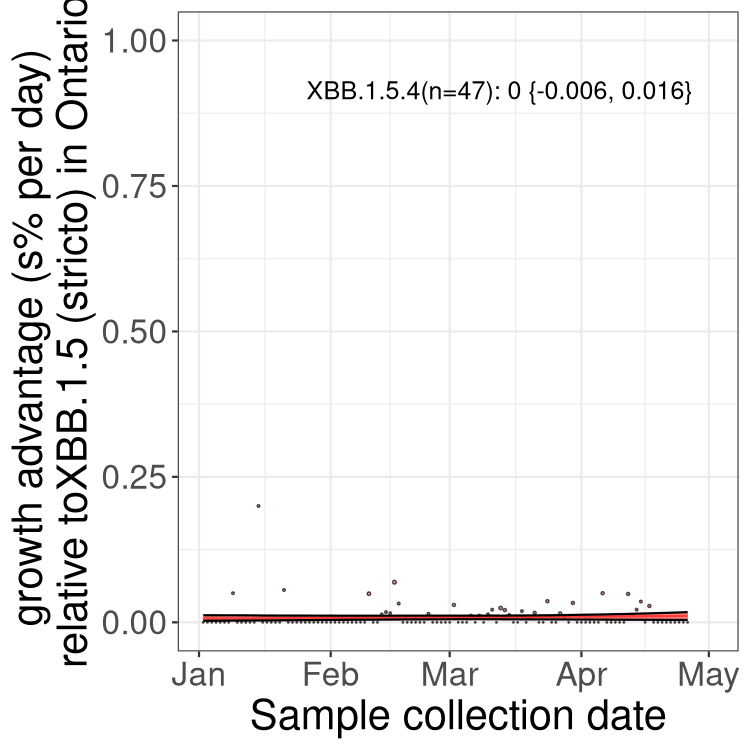 growth advantage (s% per day)
relative toXBB.1.5 (stricto) in Ontario
1.00
0.75
0.50
0.25
0.00
XBB.1.5.4(n=47): 0 {-0.006, 0.016}
Jan
Feb
Mar
Apr
May
Sample collection date